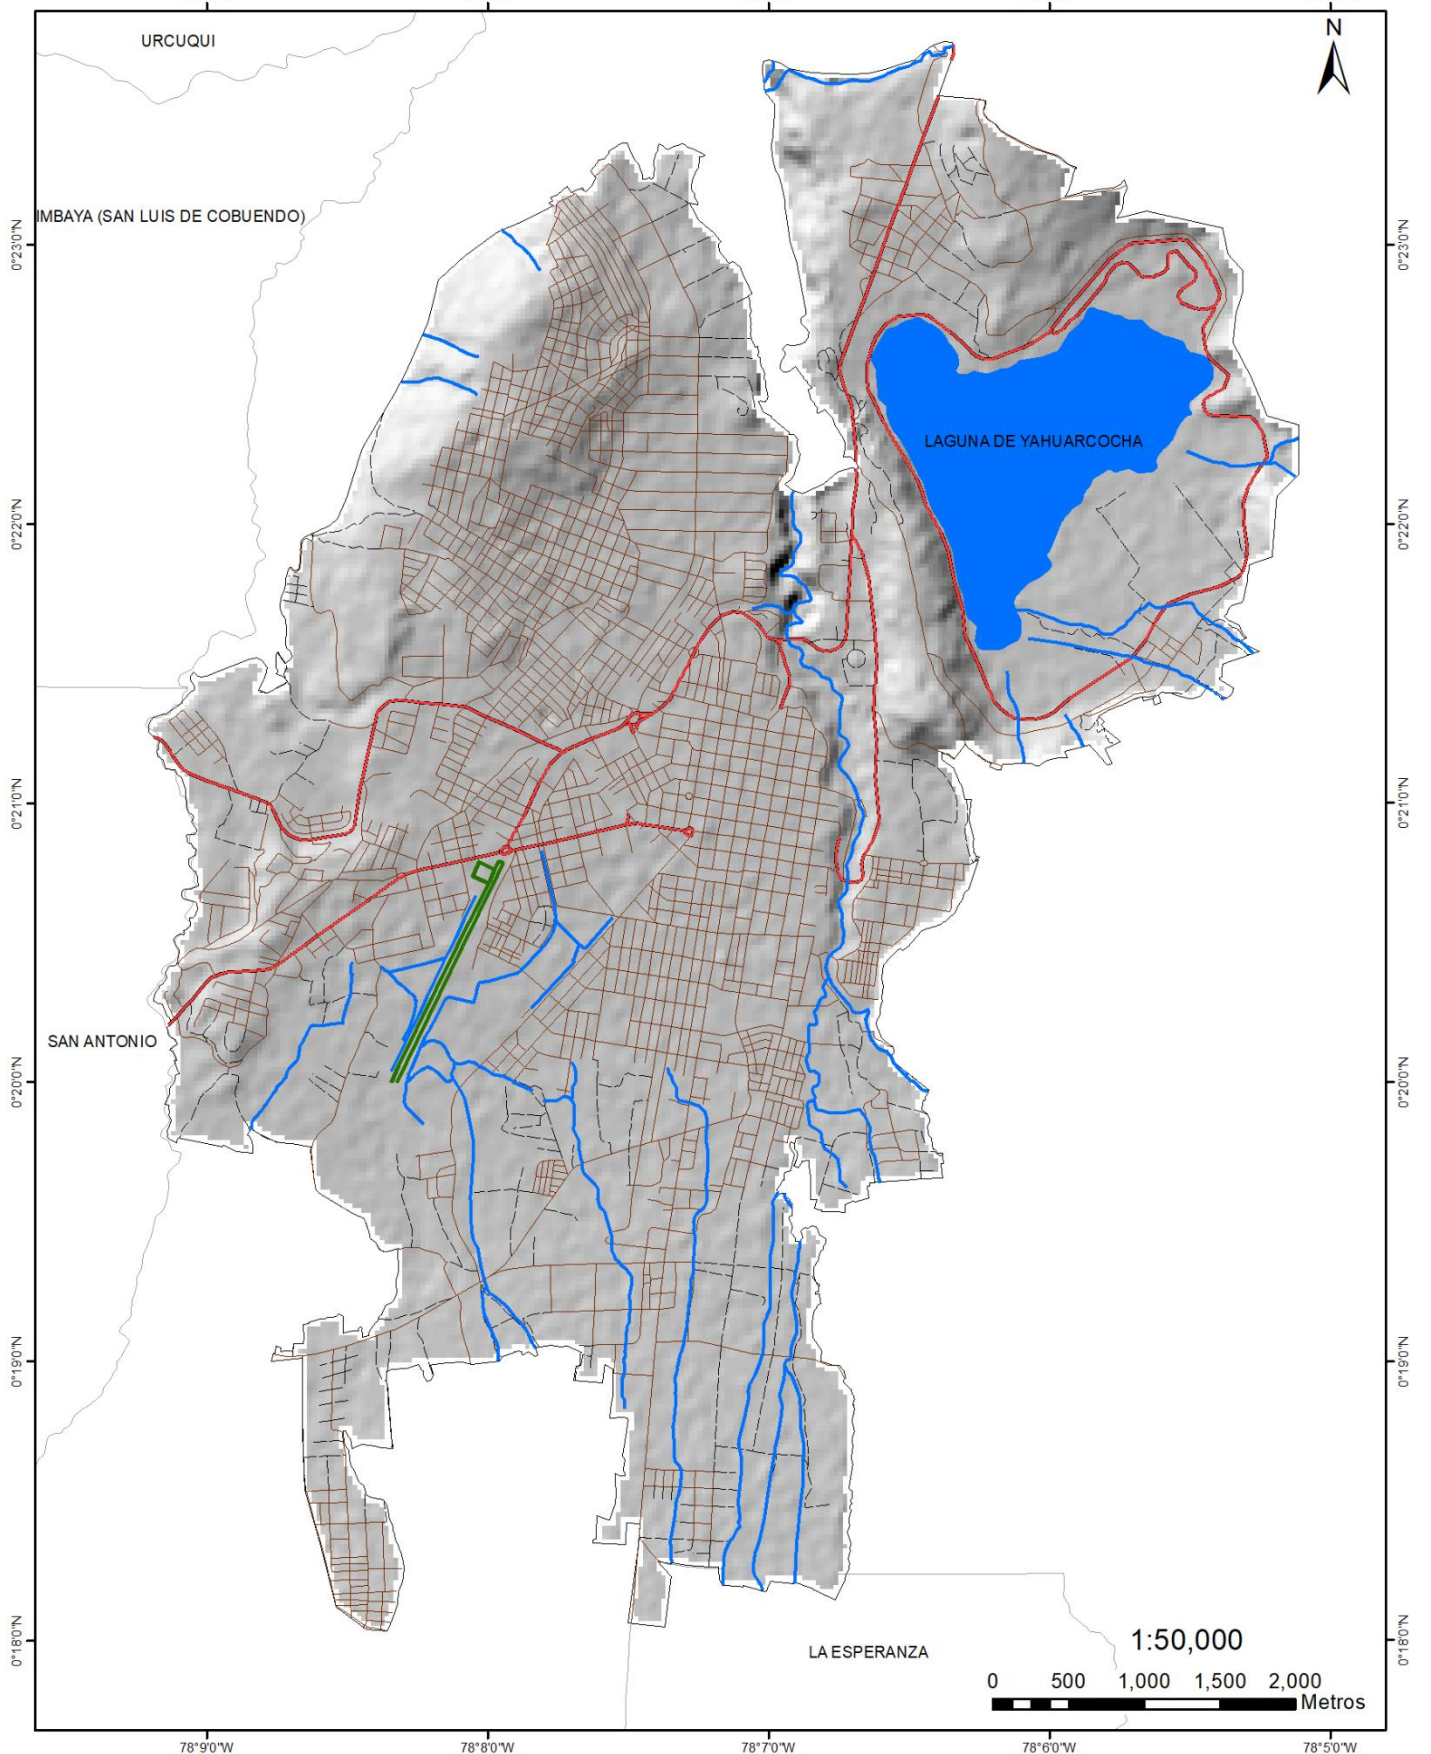 N
URCUQUI
IMBAYA (SAN LUIS DE COBUENDO)
0°23'0"N
0°23'0"N
LAGUNA DE YAHUARCOCHA
0°22'0"N
0°22'0"N
0°21'0"N
0°21'0"N
SAN ANTONIO
0°20'0"N
0°20'0"N
0°19'0"N
0°19'0"N
0°18'0"N
0°18'0"N
LA ESPERANZA
1:50,000
0 500 1,000 1,500 2,000
Metros
78°9'0"W 78°8'0"W 78°7'0"W 78°6'0"W 78°5'0"W